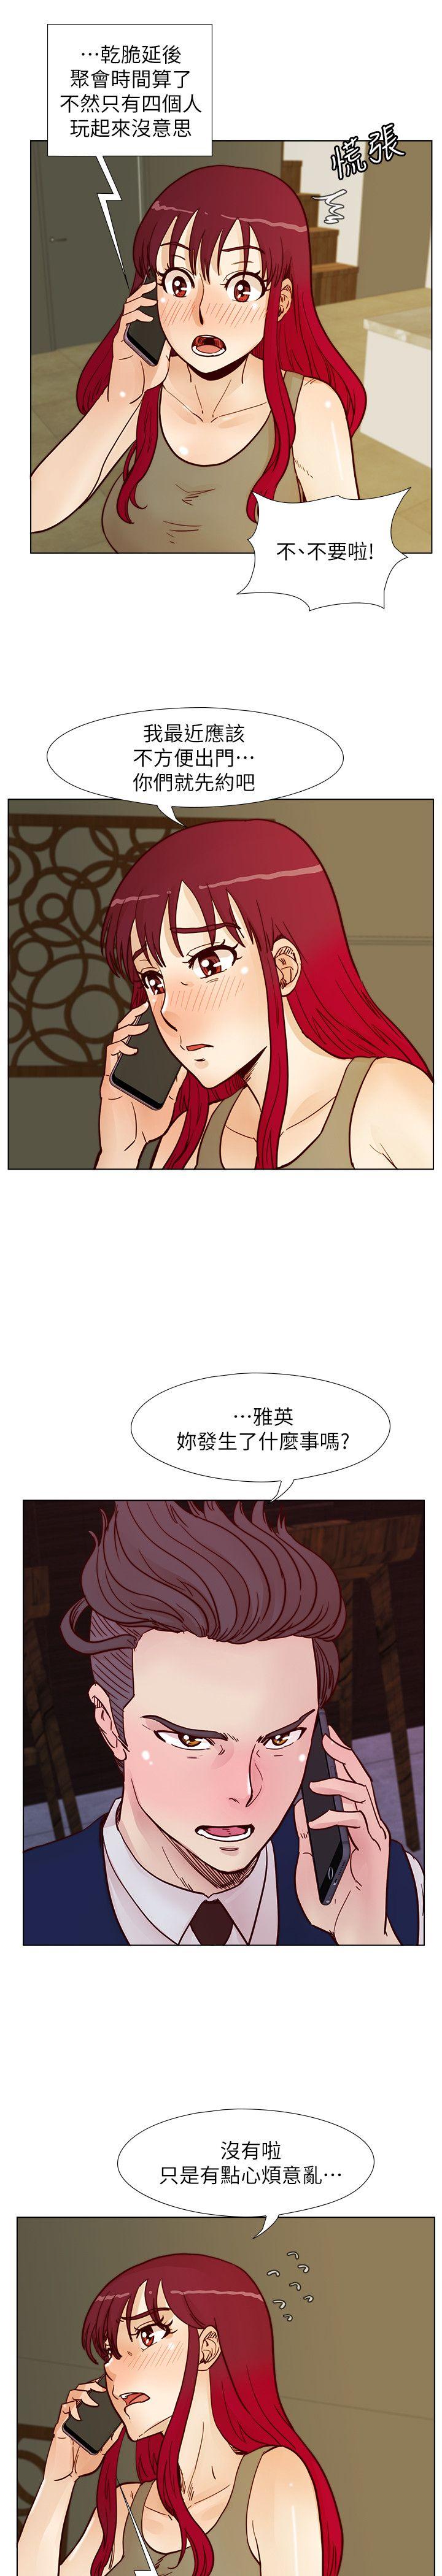 ⋯乾脆延後
聚會時間算了
不然只有四個人
玩起來沒意思
慌張
不、不要啦!
我最近應該
不方便出門⋯
你們就先約吧
⋯雅英
妳發生了什麼事嗎?
沒有啦
只是有點心煩意亂⋯